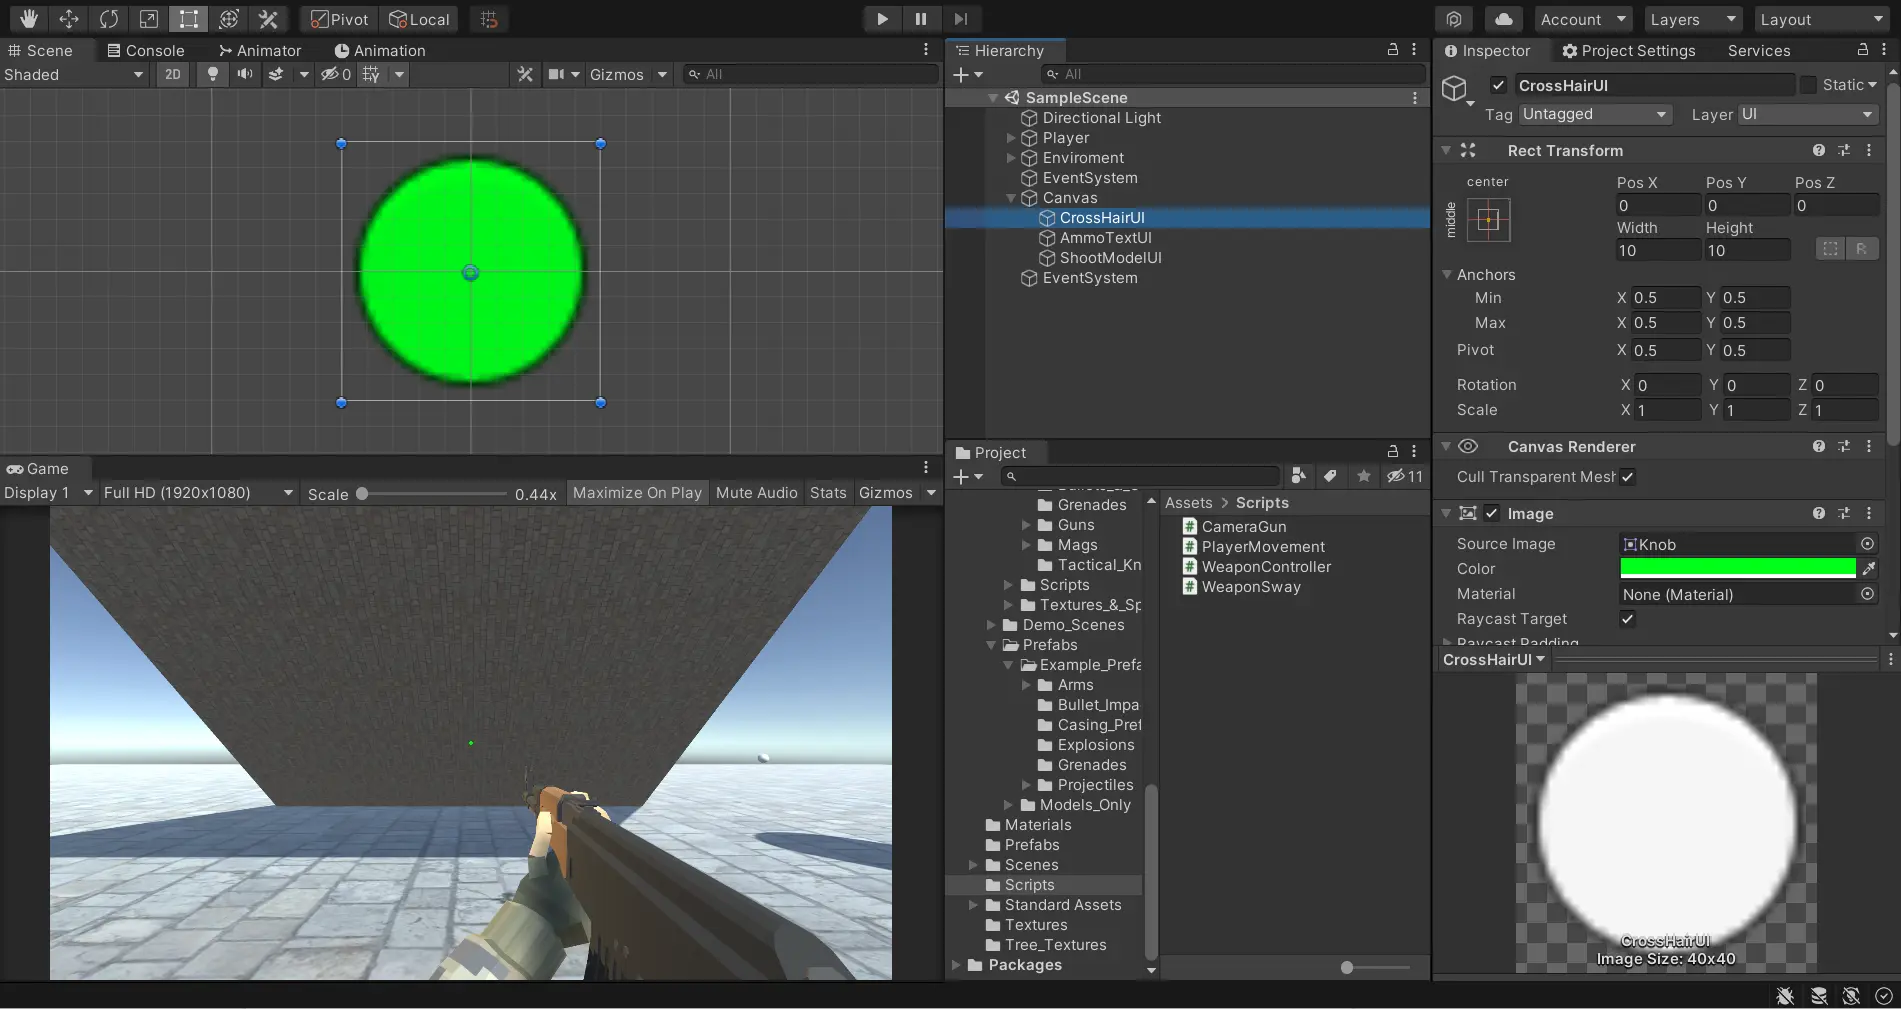 Pivot Local Account Layers Layout
Scene Console Animator Animation
Shaded 2D 0 Gizmos All
Game
Display 1 Full HD (1920x1080) Scale 0.44x Maximize On Play Mute Audio Stats Gizmos
Hierarchy
All
SampleScene
Directional Light
Player
Enviroment
EventSystem
Canvas
CrossHairUI
AmmoTextUI
ShootModelUI
EventSystem
Project
11
Grenades
Guns
Mags
Tactical_Kn
Scripts
Textures_&_Sp
Demo_Scenes
Prefabs
Example_Prefa
Arms
Bullet_Impa
Casing_Pref
Explosions
Grenades
Projectiles
Models_Only
Materials
Prefabs
Scenes
Scripts
Standard Assets
Textures
Tree_Textures
Packages
Assets > Scripts
CameraGun
PlayerMovement
WeaponController
WeaponSway
Inspector Project Settings Services
CrossHairUI Static
Tag Untagged Layer UI
Rect Transform
center
middle
Pos X Pos Y Pos Z
0 0 0
Width Height
10 10 R
Anchors
Min X 0.5 Y 0.5
Max X 0.5 Y 0.5
Pivot X 0.5 Y 0.5
Rotation X 0 Y 0 Z 0
Scale X 1 Y 1 Z 1
Canvas Renderer
Cull Transparent Mesh
Image
Source Image Knob
Color
Material None (Material)
Raycast Target
Raycast Padding
CrossHairUI
CrossHairUI
Image Size: 40x40